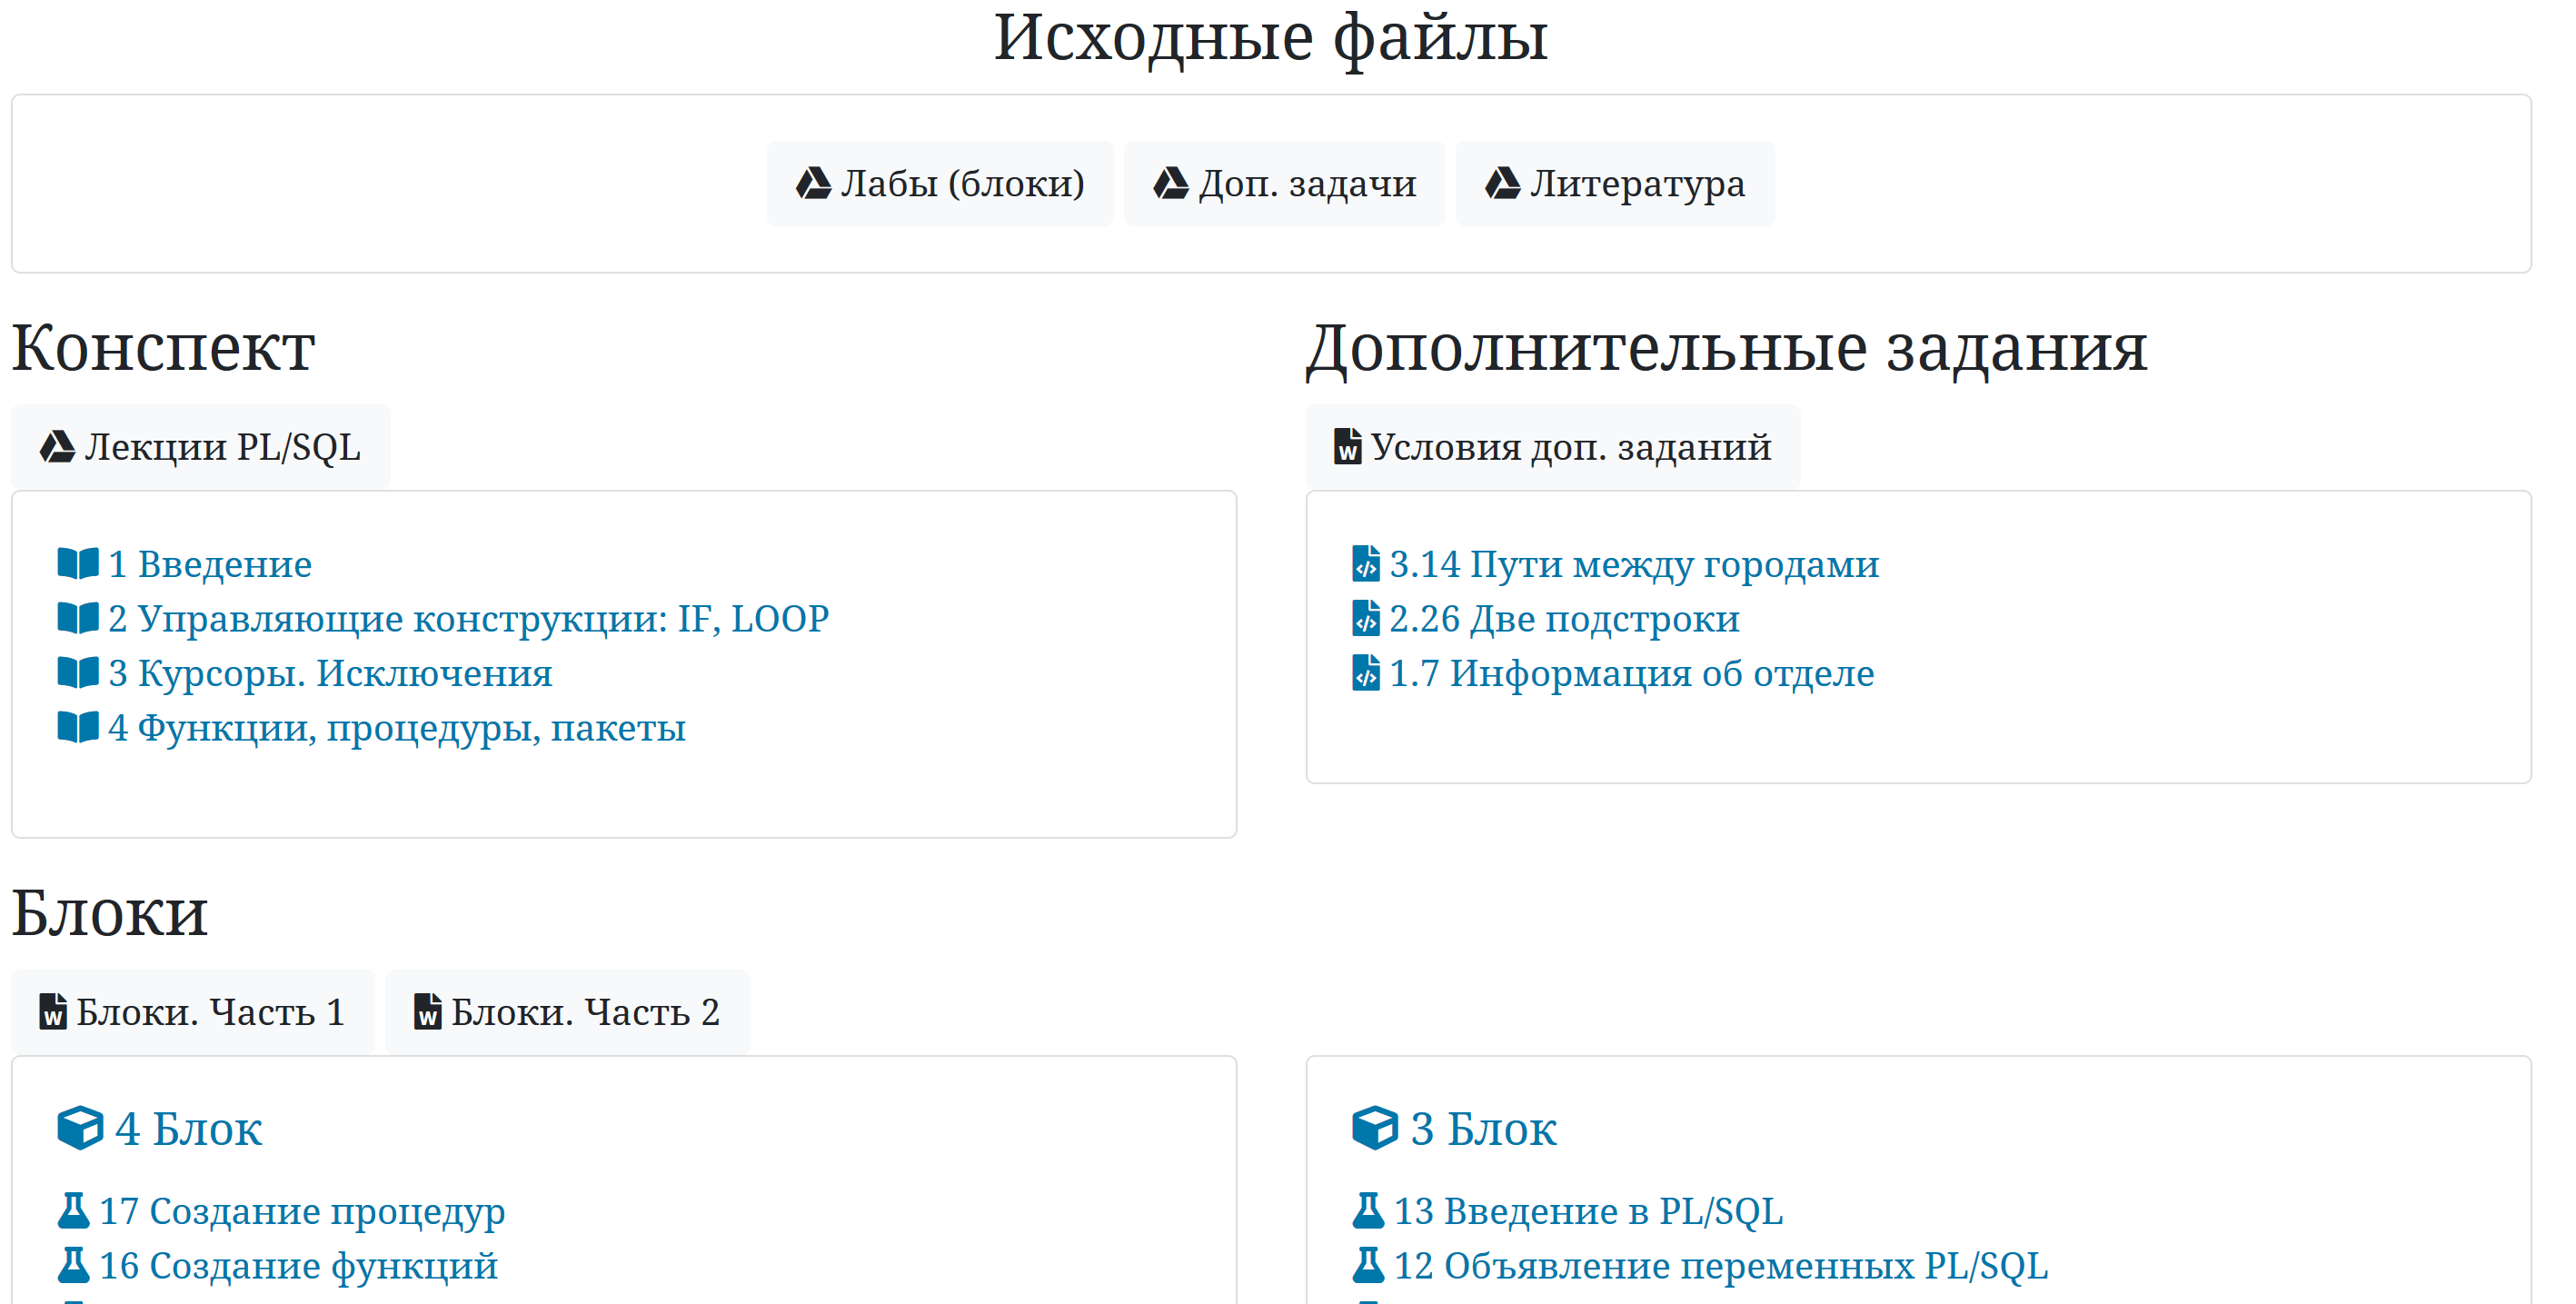 Исходные файлы
Лабы (блоки) Доп. задачи Литература
Конспект
Лекции PL/SQL
1 Введение
2 Управляющие конструкции: IF, LOOP
3 Курсоры. Исключения
4 Функции, процедуры, пакеты
Дополнительные задания
Условия доп. заданий
3.14 Пути между городами
2.26 Две подстроки
1.7 Информация об отделе
Блоки
Блоки. Часть 1 Блоки. Часть 2
4 Блок
17 Создание процедур
16 Создание функций
3 Блок
13 Введение в PL/SQL
12 Объявление переменных PL/SQL